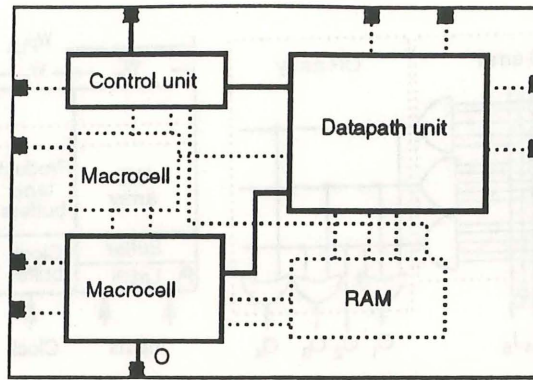 Control unit
Datapath unit
Macrocell
Macrocell
RAM
O